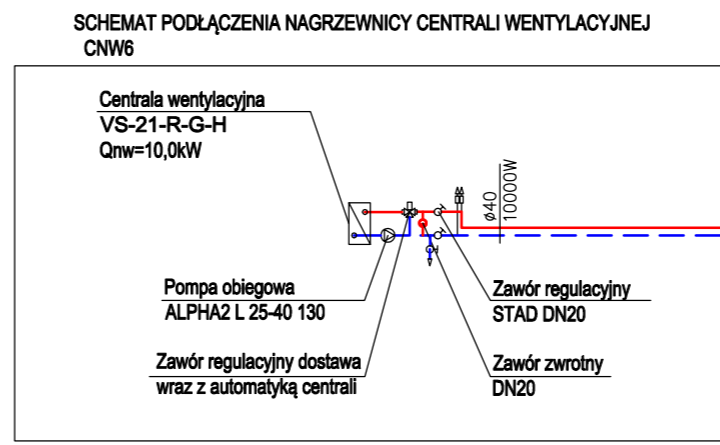 SCHEMAT PODŁĄCZENIA NAGRZEWNICY CENTRALI WENTYLACYJNEJ
CNW6
Centrala wentylacyjna
VS-21-R-G-H
Qnw=10,0kW
ø40
10000W
Pompa obiegowa
ALPHA2 L 25-40 130
Zawór regulacyjny
STAD DN20
Zawór regulacyjny dostawa
wraz z automatyką centrali
Zawór zwrotny
DN20